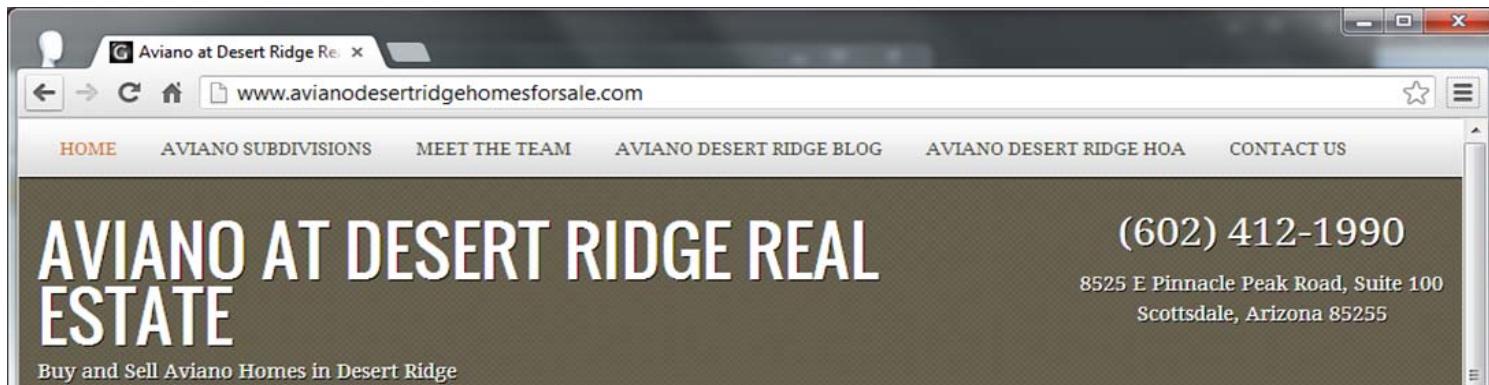 Aviano at Desert Ridge Re
www.avianodesertridgehomesforsale.com
HOME AVIANO SUBDIVISIONS MEET THE TEAM AVIANO DESERT RIDGE BLOG AVIANO DESERT RIDGE HOA CONTACT US
AVIANO AT DESERT RIDGE REAL
ESTATE
Buy and Sell Aviano Homes in Desert Ridge
(602) 412-1990
8525 E Pinnacle Peak Road, Suite 100
Scottsdale, Arizona 85255